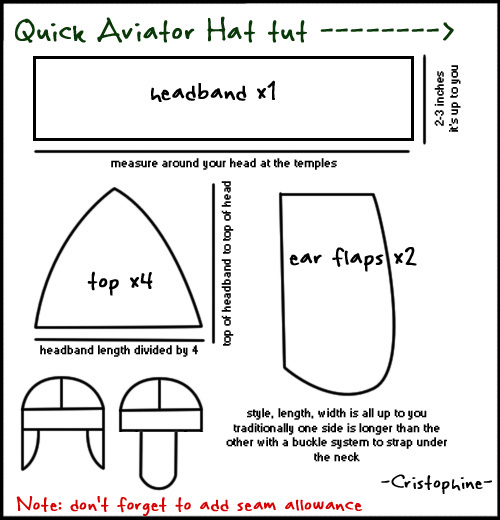 Quick Aviator Hat tut -------->
headband x1
2-3 inches
it's up to you
measure around your head at the temples
top x4
top of headband to top of head
ear flaps x2
headband length divided by 4
style, length, width is all up to you
traditionally one side is longer than the
other with a buckle system to strap under
the neck
-Cristophine-
Note: don't forget to add seam allowance